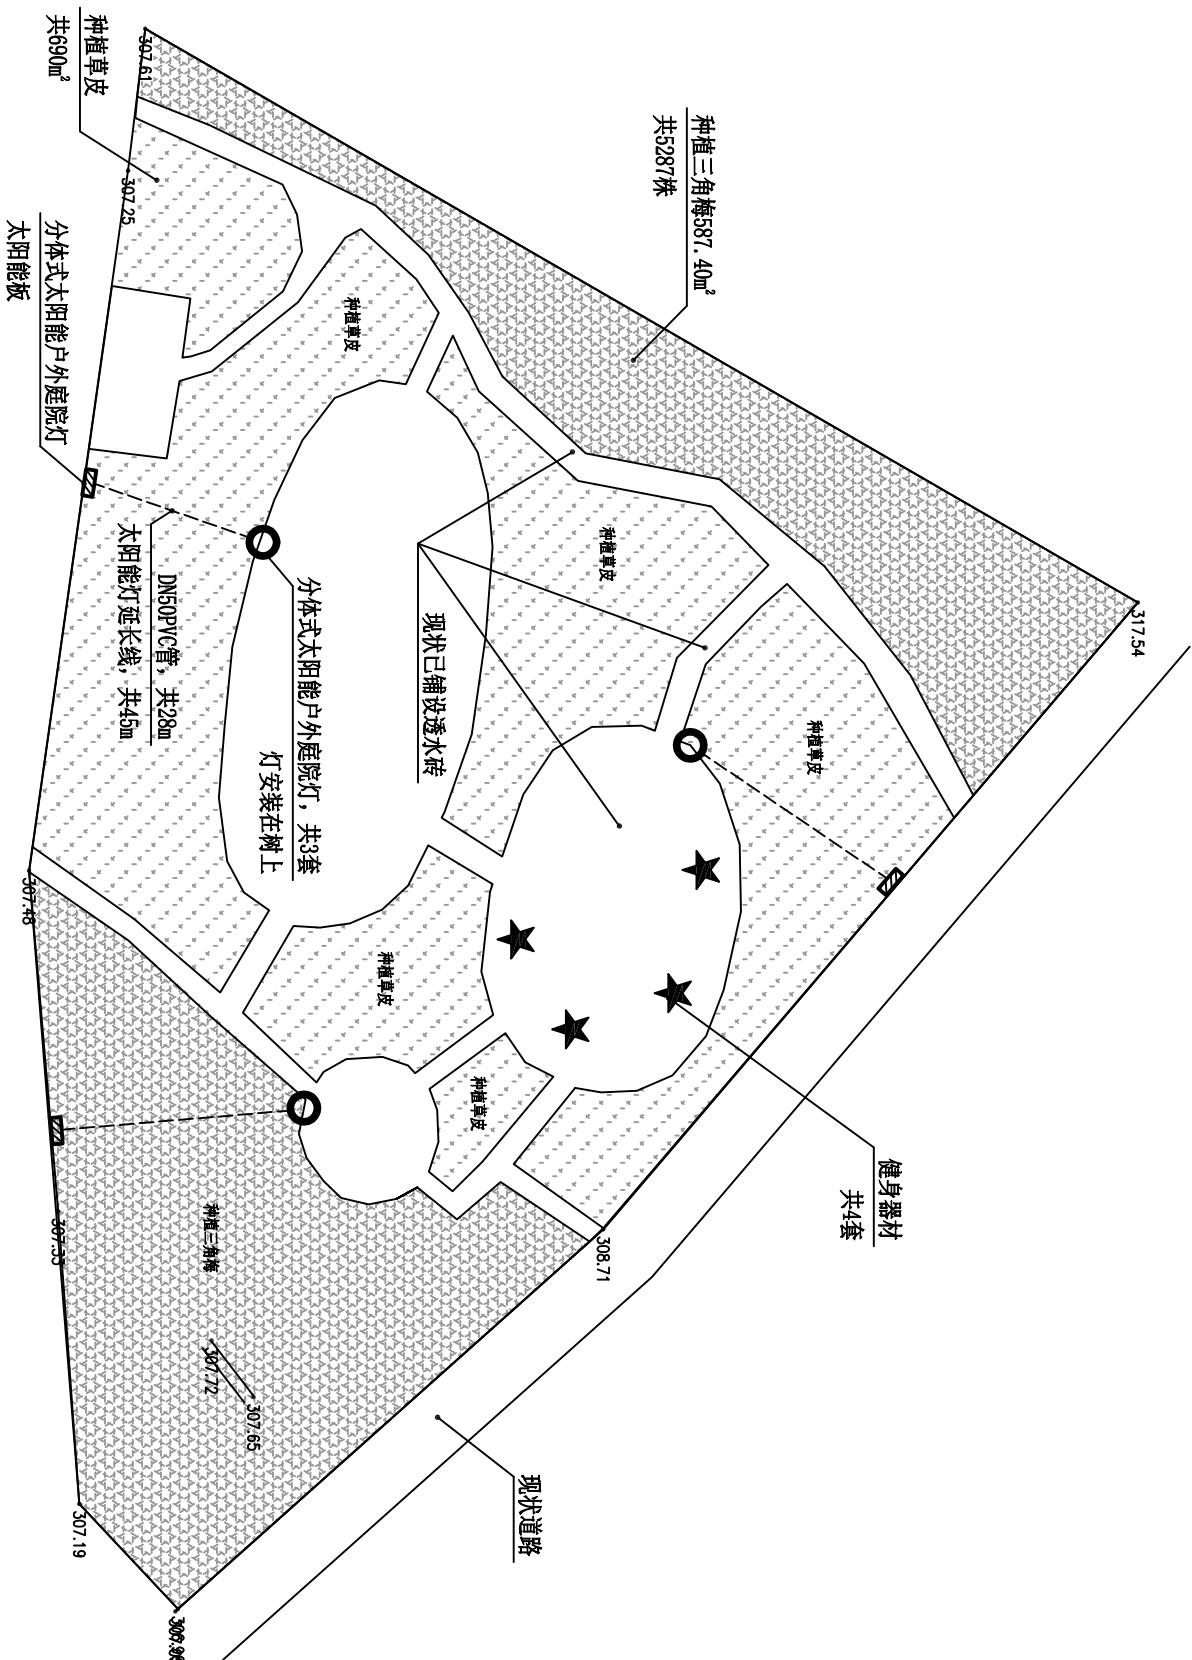 307.61
种植草皮
共690㎡
种植三角梅587.40㎡
共5287株
307.25
分体式太阳能户外庭院灯
太阳能板
种植草皮
种植草皮
317.54
种植草皮
DN50PVC管，共28m
太阳能灯延长线，共45m
分体式太阳能户外庭院灯，共3套
灯安装在树上
现状已铺设透水砖
307.48
种植草皮
种植草皮
健身器材
共4套
308.71
种植三角梅
307.33
307.72
307.65
现状道路
307.19